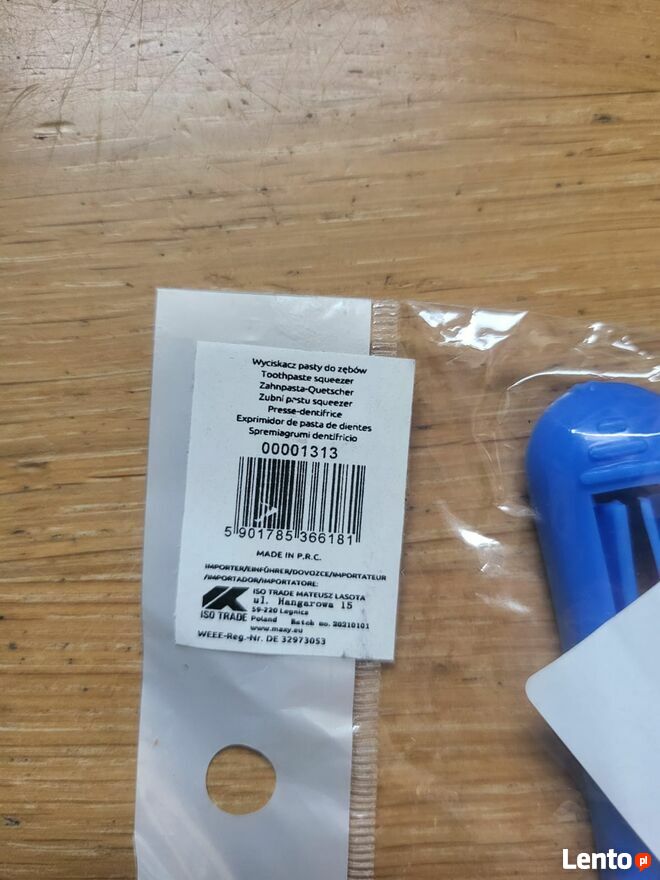 Wyciskacz pasty do zębów
Toothpaste squeezer
Zahnpasta-Quetscher
Zubní pastu squeezer
Presse-dentifrice
Exprimidor de pasta de dientes
Spremiagrumi dentifricio
00001313
5 901785 366181
MADE IN P.R.C.
IMPORTER/EINFÜHRER/DOVOZCE/IMPORTATEUR
/IMPORTADOR/IMPORTATORE:
ISO TRADE MATEUSZ LASOTA
ul. Hangarowa 15
59-220 Legnica
ISO TRADE Poland Batch no. 20210101
www.maxy.eu
WEEE-Reg.-Nr. DE 32973053
Lento.pl